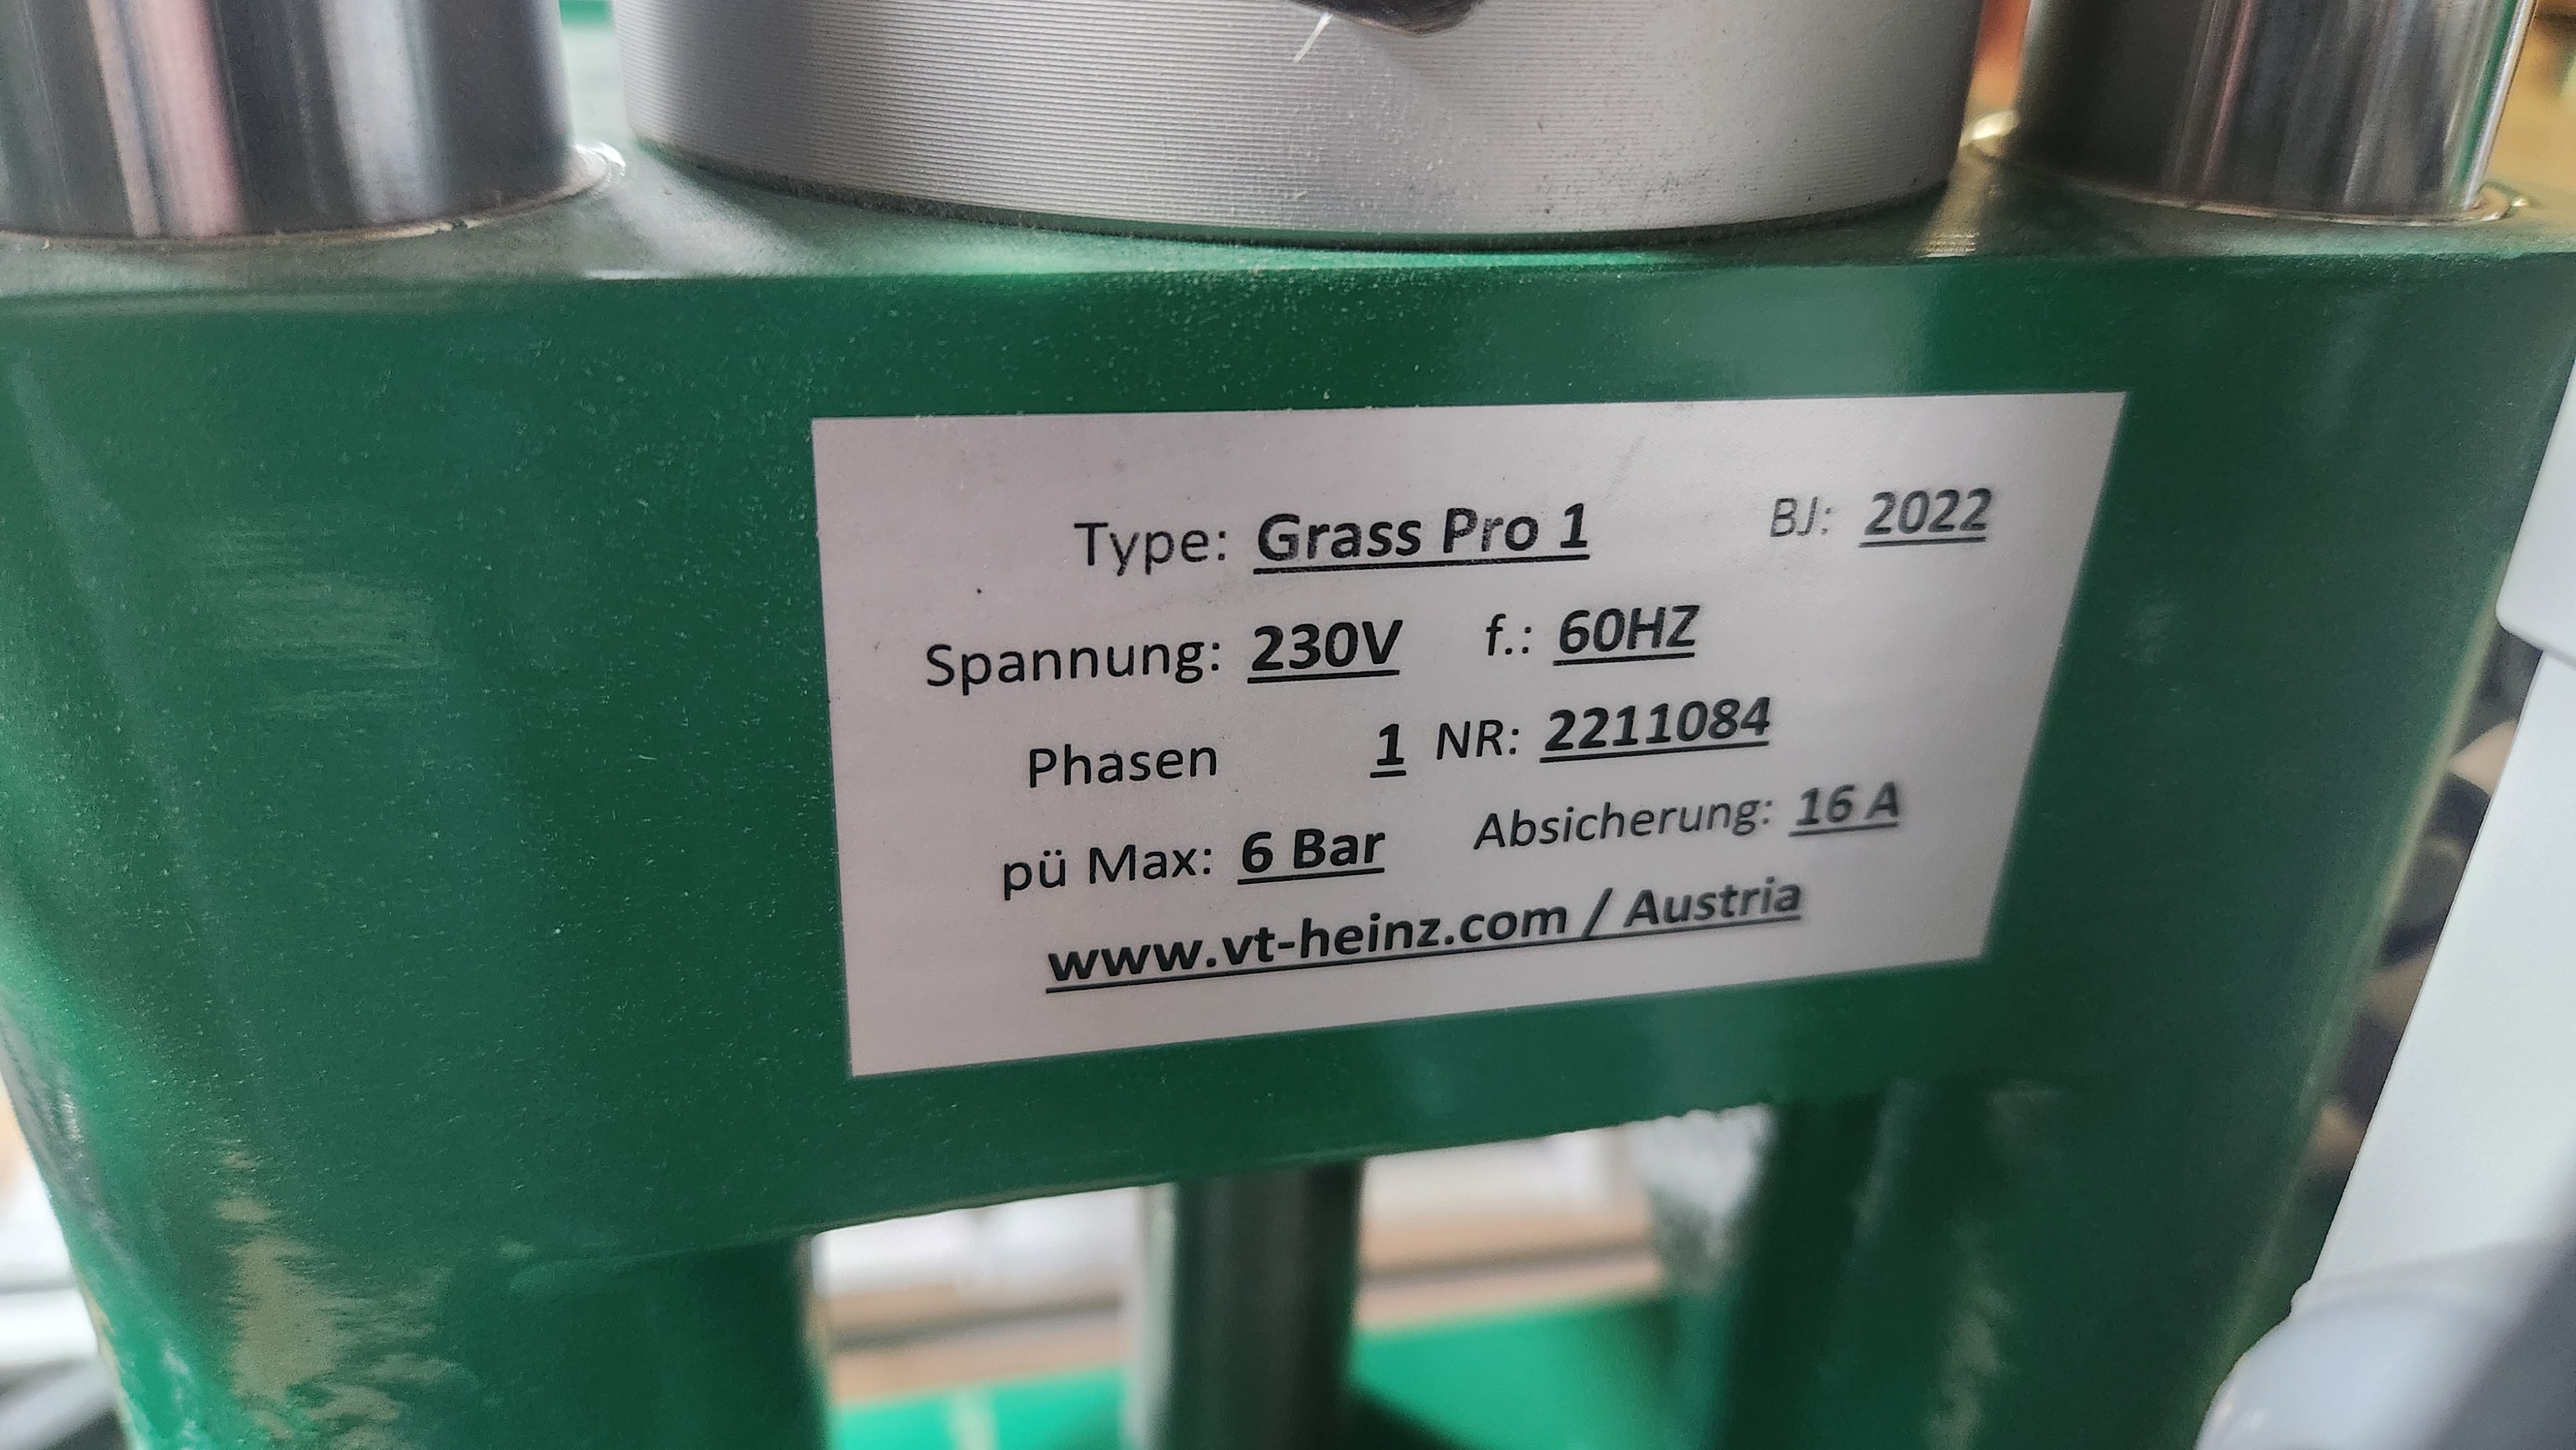 Type: Grass Pro 1 BJ: 2022
Spannung: 230V f.: 60HZ
Phasen 1 NR: 2211084
pü Max: 6 Bar Absicherung: 16 A
www.vt-heinz.com / Austria